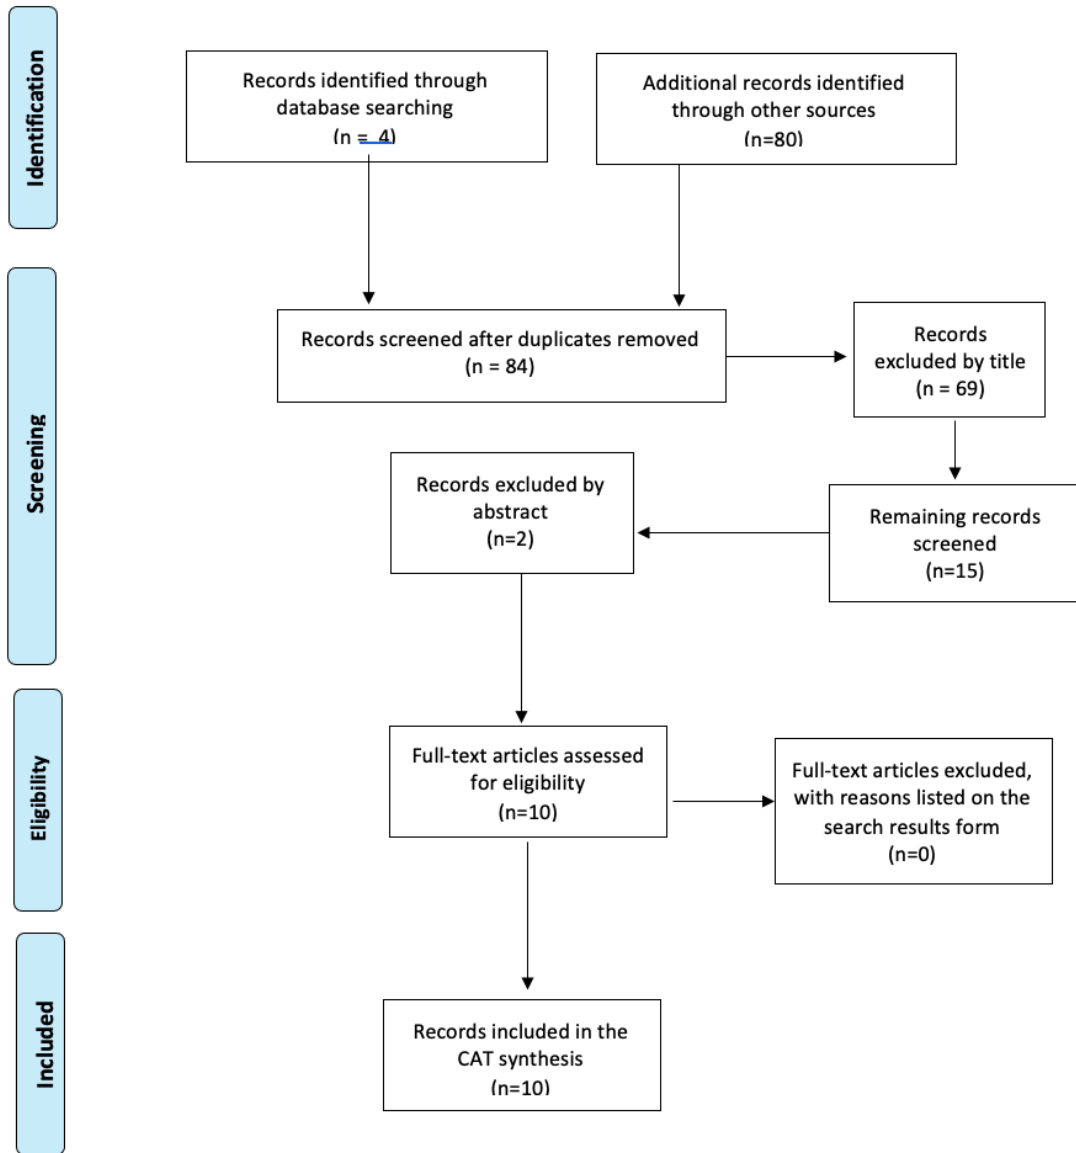 Identification
Records identified through
database searching
(n = 4)
Additional records identified
through other sources
(n=80)
Screening
Records screened after duplicates removed
(n = 84)
Records
excluded by title
(n = 69)
Remaining records
screened
(n=15)
Records excluded by
abstract
(n=2)
Eligibility
Full-text articles assessed
for eligibility
(n=10)
Full-text articles excluded,
with reasons listed on the
search results form
(n=0)
Included
Records included in the
CAT synthesis
(n=10)